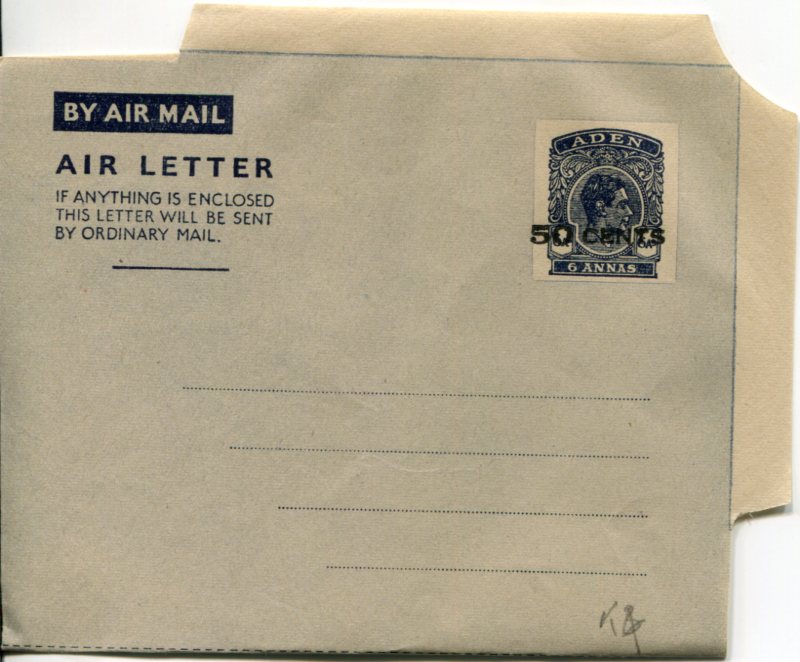 BY AIR MAIL
AIR LETTER
IF ANYTHING IS ENCLOSED
THIS LETTER WILL BE SENT
BY ORDINARY MAIL.
ADEN
50 CENTS
6 ANNAS